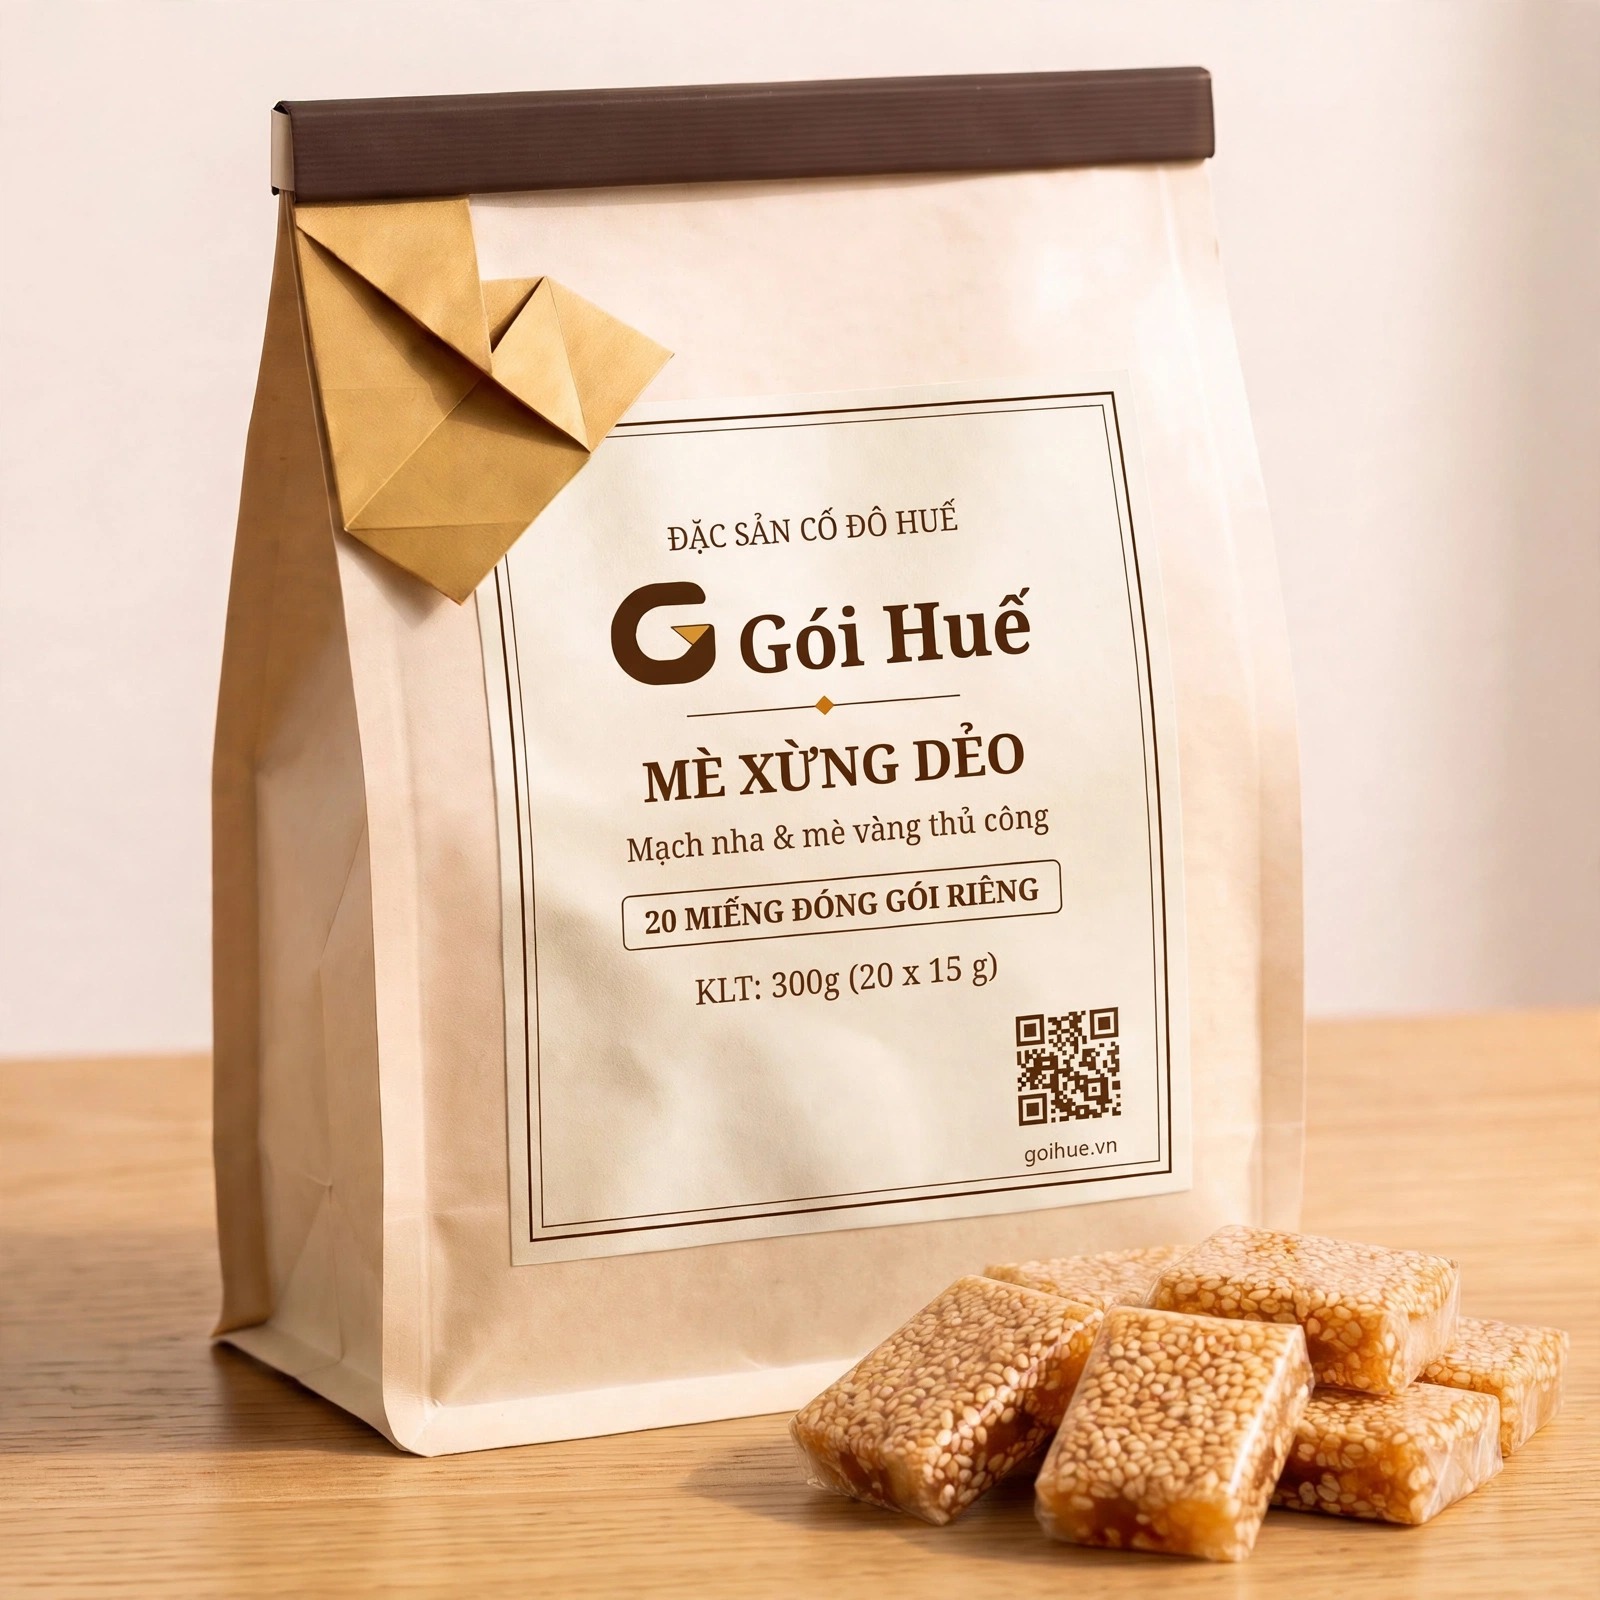 ĐẶC SẢN CỐ ĐÔ HUẾ
Gói Huế
MÈ XỬNG DẺO
Mạch nha & mè vàng thủ công
20 MIẾNG ĐÓNG GÓI RIÊNG
KLT: 300g (20 x 15 g)
goihue.vn